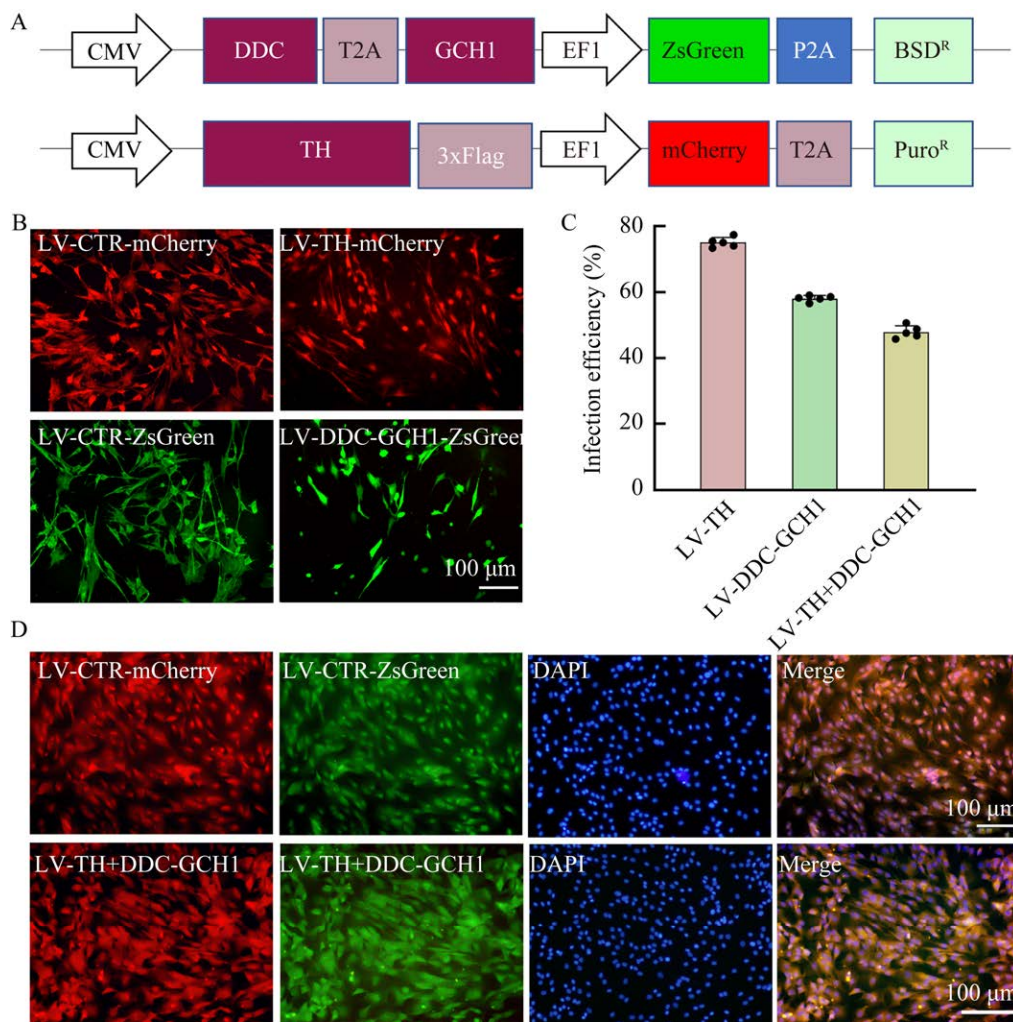 A
CMV DDC T2A GCH1 EF1 ZsGreen P2A BSDᴿ
CMV TH 3xFlag EF1 mCherry T2A Puroᴿ
B
LV-CTR-mCherry LV-TH-mCherry
LV-CTR-ZsGreen LV-DDC-GCH1-ZsGreen
100 μm
C
Infection efficiency (%)
80
60
40
20
0
LV-TH
LV-DDC-GCH1
LV-TH+DDC-GCH1
D
LV-CTR-mCherry LV-CTR-ZsGreen DAPI Merge
100 μm
LV-TH+DDC-GCH1 LV-TH+DDC-GCH1 DAPI Merge
100 μm